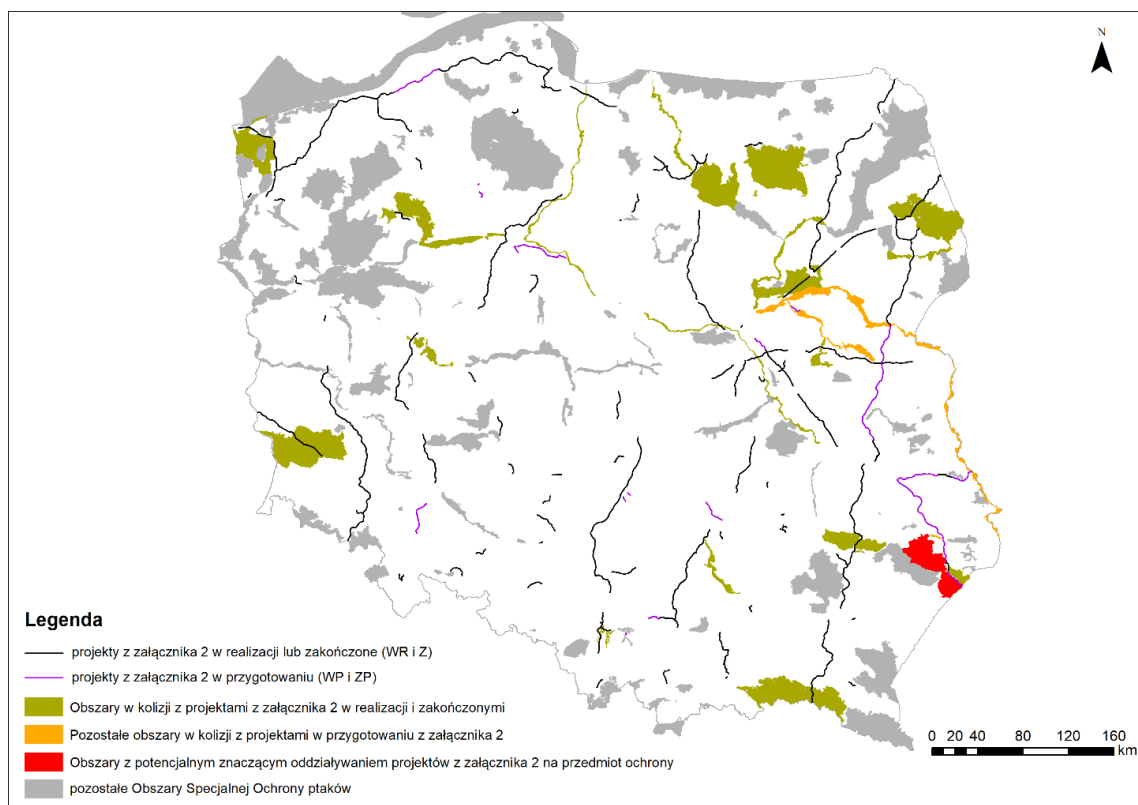 N
Legenda
projekty z załącznika 2 w realizacji lub zakończone (WR i Z)
projekty z załącznika 2 w przygotowaniu (WP i ZP)
Obszary w kolizji z projektami z załącznika 2 w realizacji i zakończonymi
Pozostałe obszary w kolizji z projektami w przygotowaniu z załącznika 2
Obszary z potencjalnym znaczącym oddziaływaniem projektów z załącznika 2 na przedmiot ochrony
pozostałe Obszary Specjalnej Ochrony ptaków
0 20 40 80 120 160
km